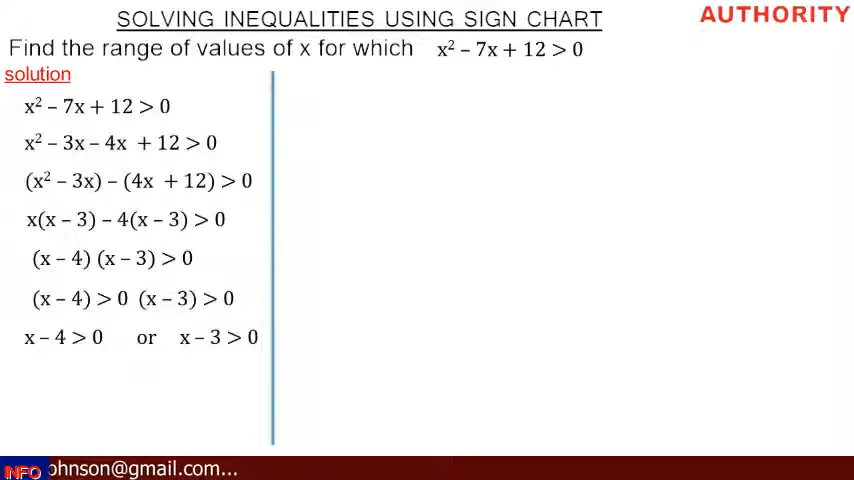 SOLVING INEQUALITIES USING SIGN CHART
AUTHORITY
Find the range of values of x for which x² – 7x + 12 > 0
solution
x² – 7x + 12 > 0
x² – 3x – 4x + 12 > 0
(x² – 3x) – (4x + 12) > 0
x(x – 3) – 4(x – 3) > 0
(x – 4) (x – 3) > 0
(x – 4) > 0 (x – 3) > 0
x – 4 > 0 or x – 3 > 0
INFO ohnson@gmail.com...